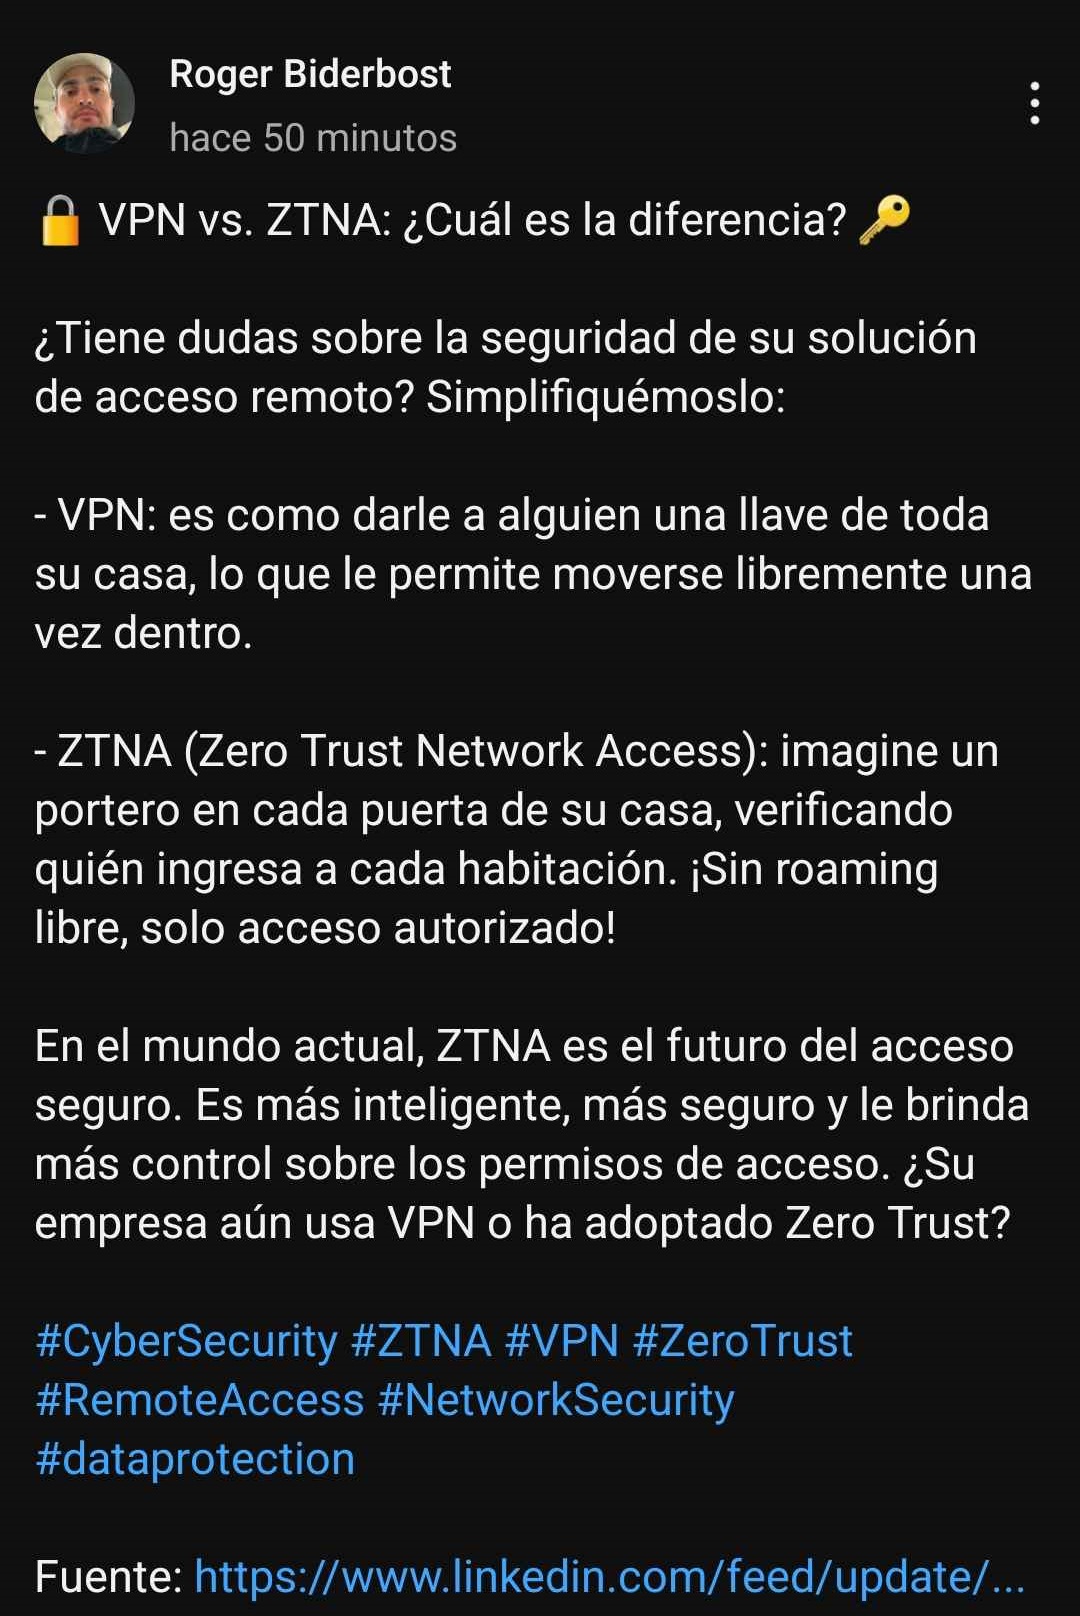 Roger Biderbost
hace 50 minutos
🔒 VPN vs. ZTNA: ¿Cuál es la diferencia? 🔑
¿Tiene dudas sobre la seguridad de su solución
de acceso remoto? Simplifiquémoslo:
- VPN: es como darle a alguien una llave de toda
su casa, lo que le permite moverse libremente una
vez dentro.
- ZTNA (Zero Trust Network Access): imagine un
portero en cada puerta de su casa, verificando
quién ingresa a cada habitación. ¡Sin roaming
libre, solo acceso autorizado!
En el mundo actual, ZTNA es el futuro del acceso
seguro. Es más inteligente, más seguro y le brinda
más control sobre los permisos de acceso. ¿Su
empresa aún usa VPN o ha adoptado Zero Trust?
#CyberSecurity #ZTNA #VPN #ZeroTrust
#RemoteAccess #NetworkSecurity
#dataprotection
Fuente: https://www.linkedin.com/feed/update/...